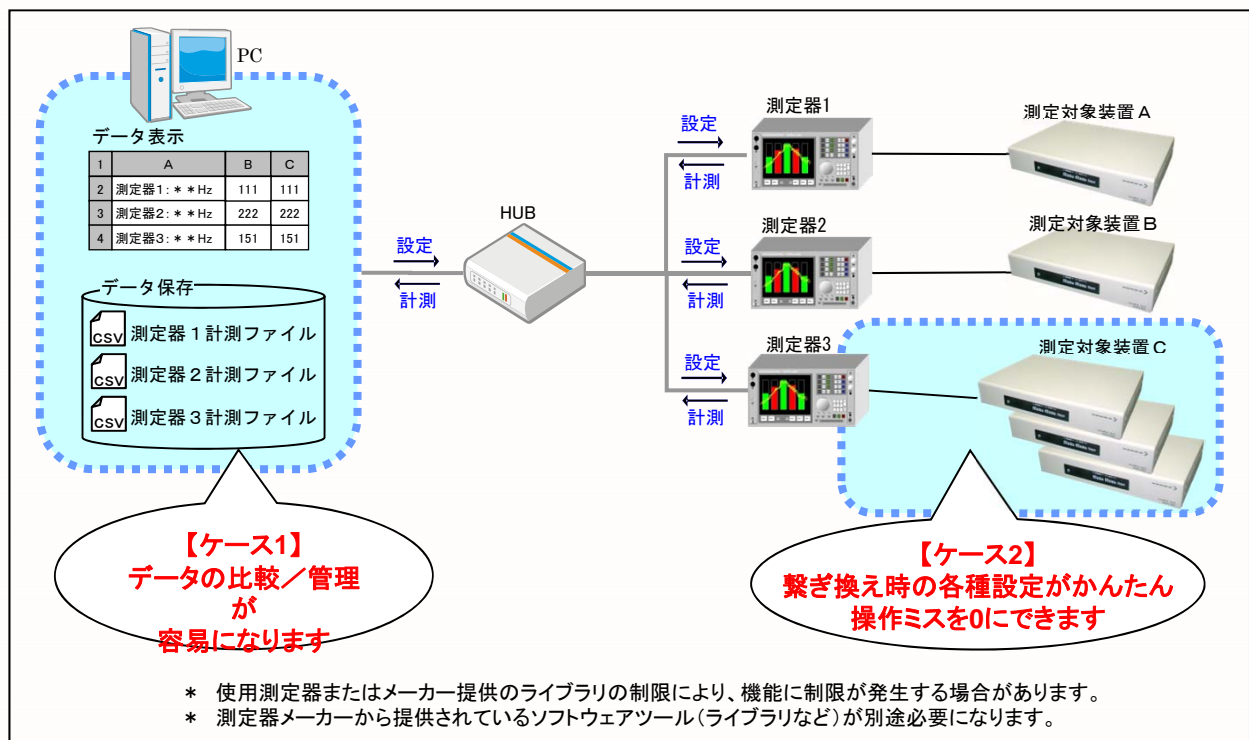 PC
データ表示
1 A B C
2 測定器1:**Hz 111 111
3 測定器2:**Hz 222 222
4 測定器3:**Hz 151 151
データ保存
CSV 測定器1計測ファイル
CSV 測定器2計測ファイル
CSV 測定器3計測ファイル
設定
計測
HUB
設定
計測
測定器1
測定対象装置A
設定
計測
測定器2
測定対象装置B
設定
計測
測定器3
測定対象装置C
【ケース1】
データの比較/管理
が
容易になります
【ケース2】
繋ぎ換え時の各種設定がかんたん
操作ミスを0にできます
* 使用測定器またはメーカー提供のライブラリの制限により、機能に制限が発生する場合があります。
* 測定器メーカーから提供されているソフトウェアツール(ライブラリなど)が別途必要になります。